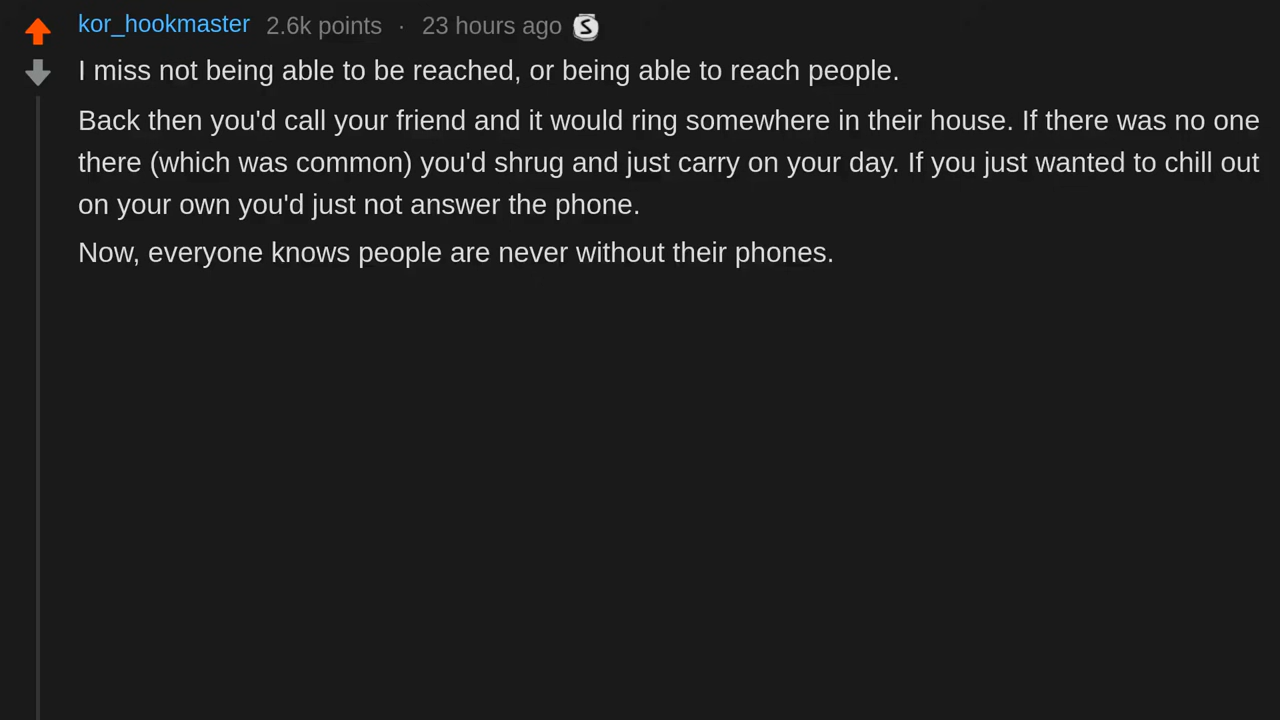 kor_hookmaster 2.6k points · 23 hours ago S
I miss not being able to be reached, or being able to reach people.
Back then you'd call your friend and it would ring somewhere in their house. If there was no one
there (which was common) you'd shrug and just carry on your day. If you just wanted to chill out
on your own you'd just not answer the phone.
Now, everyone knows people are never without their phones.